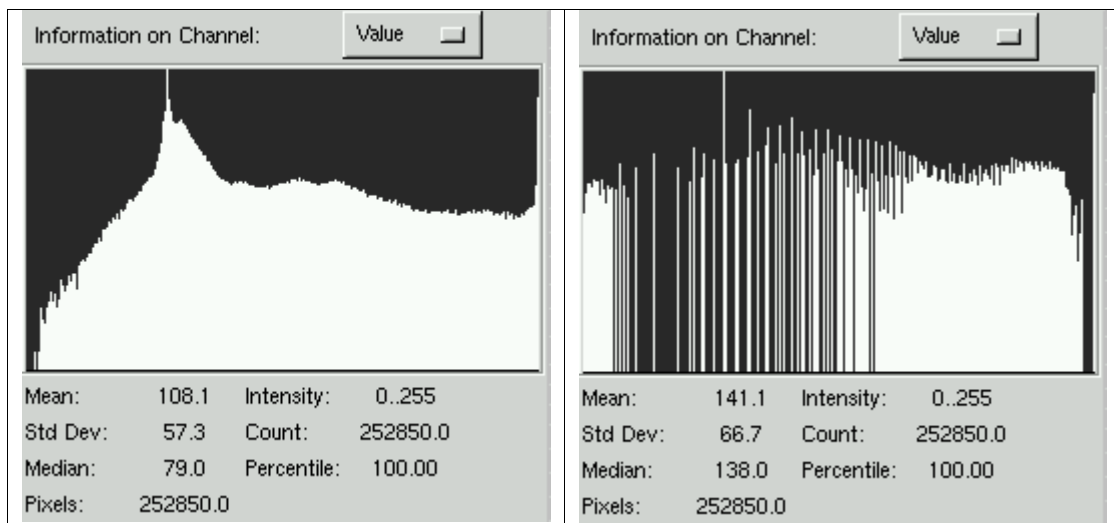 Information on Channel: Value
Mean: 108.1 Intensity: 0..255
Std Dev: 57.3 Count: 252850.0
Median: 79.0 Percentile: 100.00
Pixels: 252850.0
Information on Channel: Value
Mean: 141.1 Intensity: 0..255
Std Dev: 66.7 Count: 252850.0
Median: 138.0 Percentile: 100.00
Pixels: 252850.0